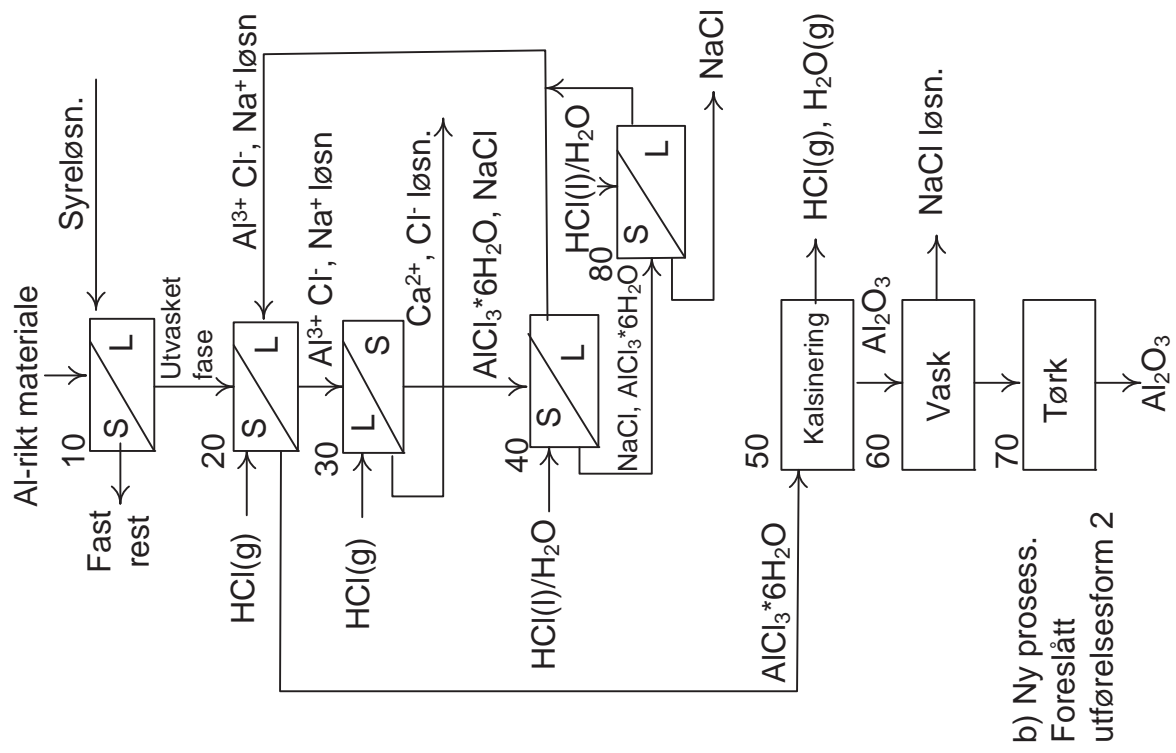 Al-rikt materiale
Syreløsn.
10
S
L
Fast
rest
Utvasket
fase
Al³⁺ Cl⁻, Na⁺ løsn
20
S
L
HCl(g)
Al³⁺ Cl⁻, Na⁺ løsn
30
L
S
HCl(g)
Ca²⁺, Cl⁻ løsn.
AlCl₃*6H₂O, NaCl
40
S
L
HCl(l)/H₂O
NaCl, AlCl₃*6H₂O
HCl(l)/H₂O
80
S
L
NaCl
AlCl₃*6H₂O
50
Kalsinering
HCl(g), H₂O(g)
Al₂O₃
60
Vask
NaCl løsn.
70
Tørk
Al₂O₃
b) Ny prosess.
Foreslått
utførelsesform 2